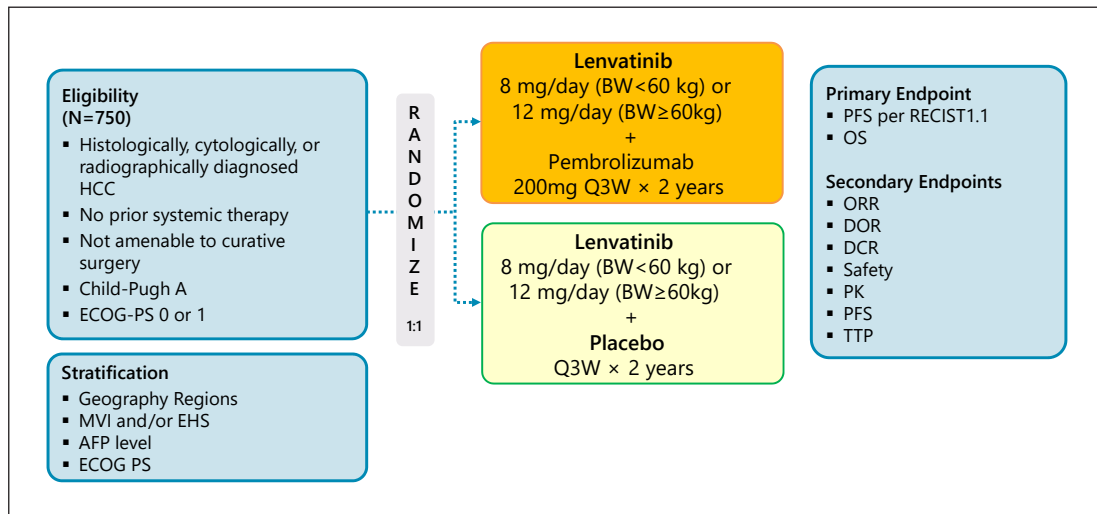 Eligibility
(N=750)
▪ Histologically, cytologically, or
radiographically diagnosed
HCC
▪ No prior systemic therapy
▪ Not amenable to curative
surgery
▪ Child-Pugh A
▪ ECOG-PS 0 or 1
Stratification
▪ Geography Regions
▪ MVI and/or EHS
▪ AFP level
▪ ECOG PS
R
A
N
D
O
M
I
Z
E
1:1
Lenvatinib
8 mg/day (BW<60 kg) or
12 mg/day (BW≥60kg)
+
Pembrolizumab
200mg Q3W × 2 years
Lenvatinib
8 mg/day (BW<60 kg) or
12 mg/day (BW≥60kg)
+
Placebo
Q3W × 2 years
Primary Endpoint
▪ PFS per RECIST1.1
▪ OS
Secondary Endpoints
▪ ORR
▪ DOR
▪ DCR
▪ Safety
▪ PK
▪ PFS
▪ TTP